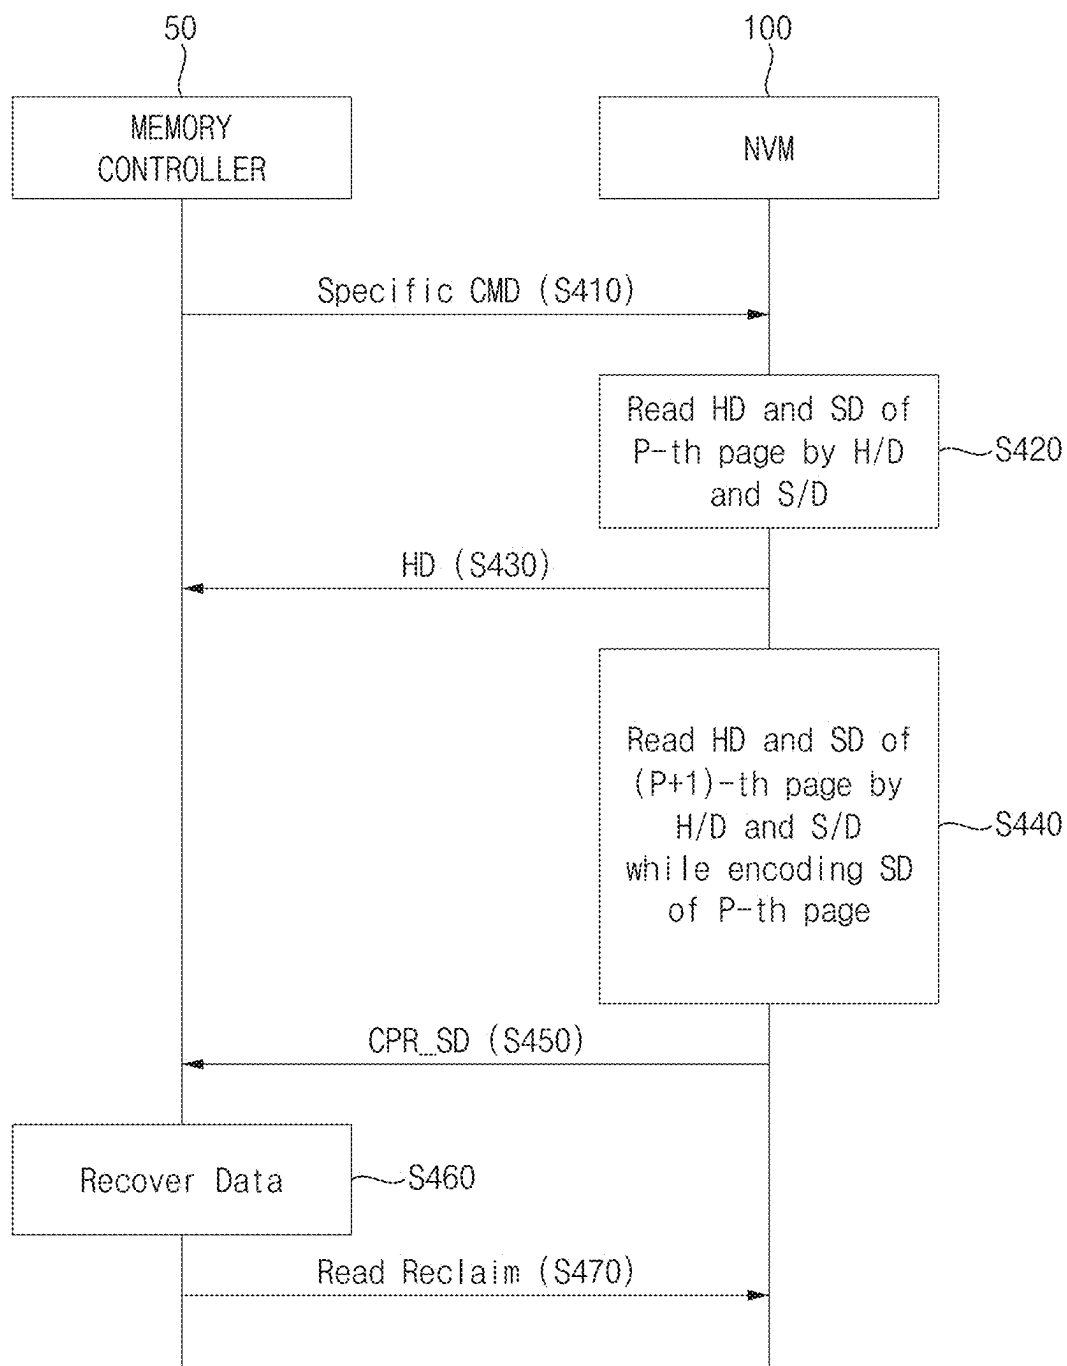 50
100
MEMORY
CONTROLLER
NVM
Specific CMD (S410)
Read HD and SD of
P-th page by H/D
and S/D
S420
HD (S430)
Read HD and SD of
(P+1)-th page by
H/D and S/D
while encoding SD
of P-th page
S440
CPR_SD (S450)
Recover Data
S460
Read Reclaim (S470)